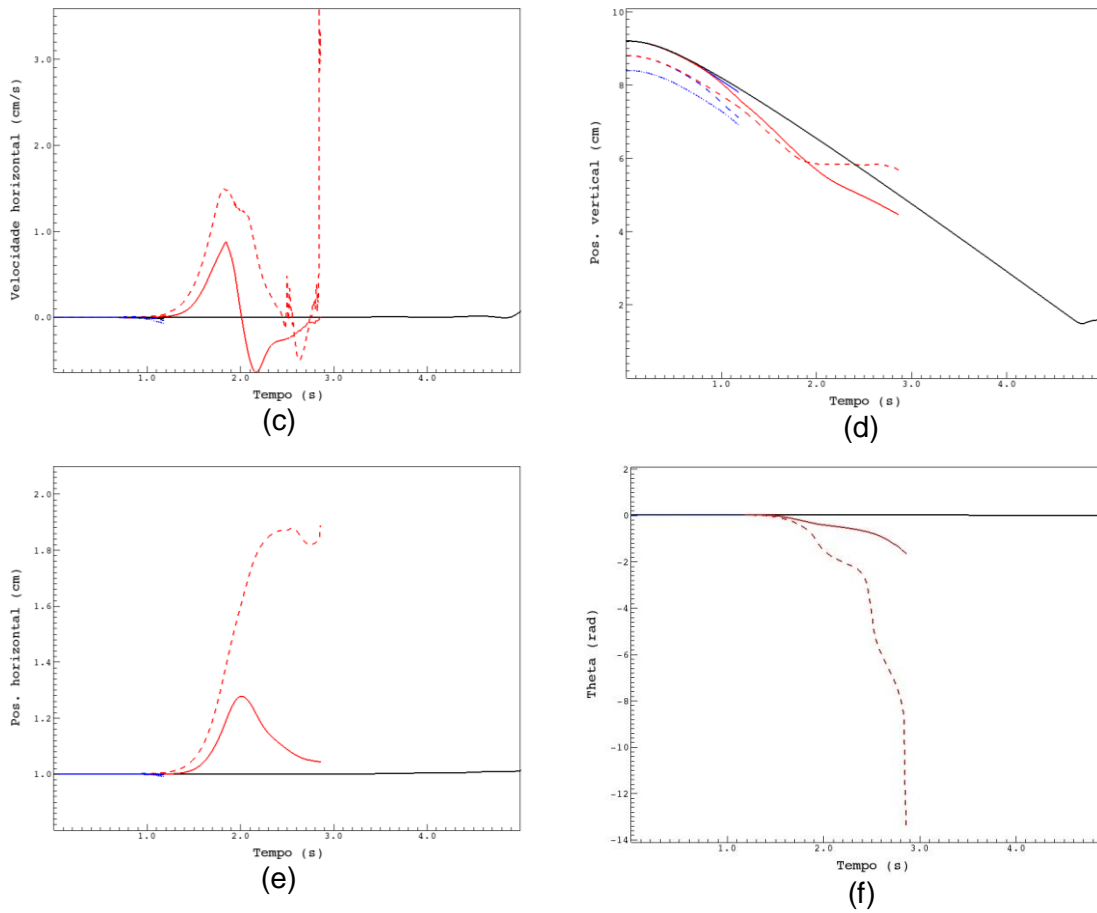 Velocidade horizontal (cm/s)
3.0
2.0
1.0
0.0
1.0 2.0 3.0 4.0
Tempo (s)
(c)
Pos. vertical (cm)
10
8
6
4
2
1.0 2.0 3.0 4.0
Tempo (s)
(d)
Pos. horizontal (cm)
2.0
1.8
1.6
1.4
1.2
1.0
1.0 2.0 3.0 4.0
Tempo (s)
(e)
Theta (rad)
2
0
-2
-4
-6
-8
-10
-12
-14
1.0 2.0 3.0 4.0
Tempo (s)
(f)